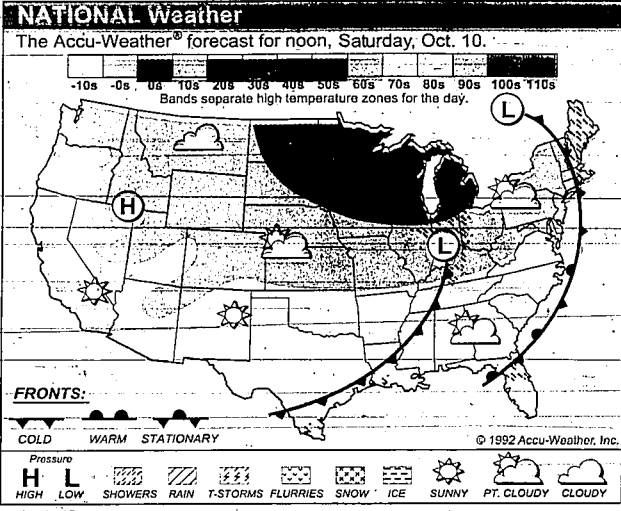 NATIONAL Weather
The Accu-Weather® forecast for noon, Saturday, Oct. 10.
-10s -0s 0s 10s 20s 30s 40s 50s 60s 70s 80s 90s 100s 110s
Bands separate high temperature zones for the day.
L
H
L
FRONTS:
COLD WARM STATIONARY
© 1992 Accu-Weather, Inc.
Pressure
H L
HIGH LOW SHOWERS RAIN T-STORMS FLURRIES SNOW ICE SUNNY PT. CLOUDY CLOUDY